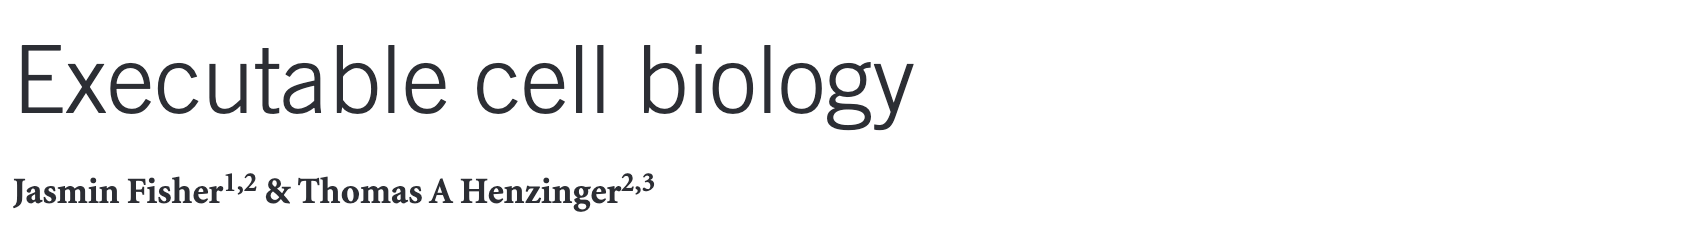 Executable cell biology
Jasmin Fisher1,2 & Thomas A Henzinger2,3